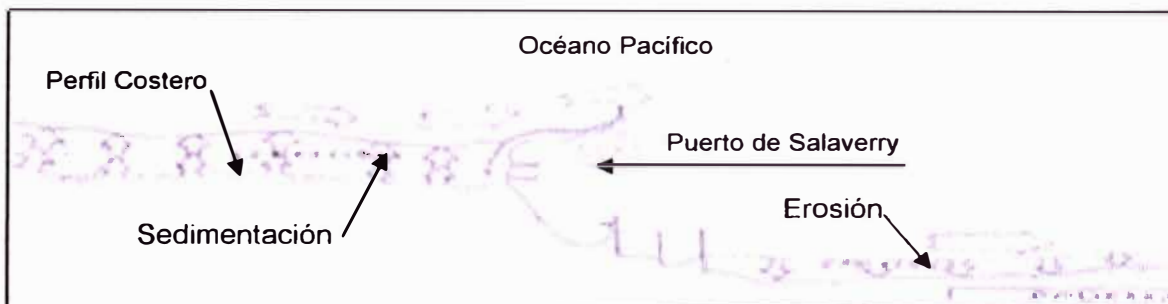 Océano Pacífico
Perfil Costero
Puerto de Salaverry
Erosión
Sedimentación